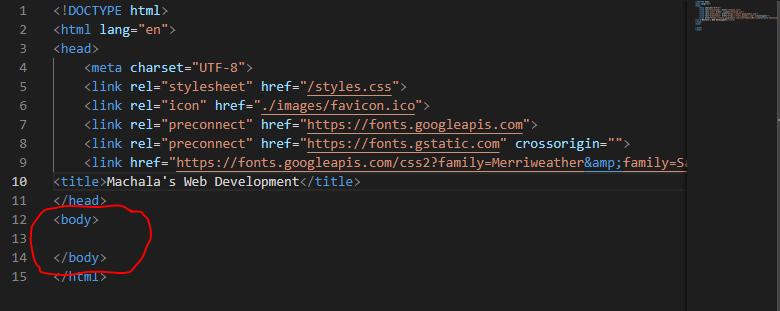 1 <!DOCTYPE html>
2 <html lang="en">
3 <head>
4 <meta charset="UTF-8">
5 <link rel="stylesheet" href="/styles.css">
6 <link rel="icon" href="./images/favicon.ico">
7 <link rel="preconnect" href="https://fonts.googleapis.com">
8 <link rel="preconnect" href="https://fonts.gstatic.com" crossorigin="">
9 <link href="https://fonts.googleapis.com/css2?family=Merriweather&amp;family=Sa
10 <title>Machala's Web Development</title>
11 </head>
12 <body>
13
14 </body>
15 </html>